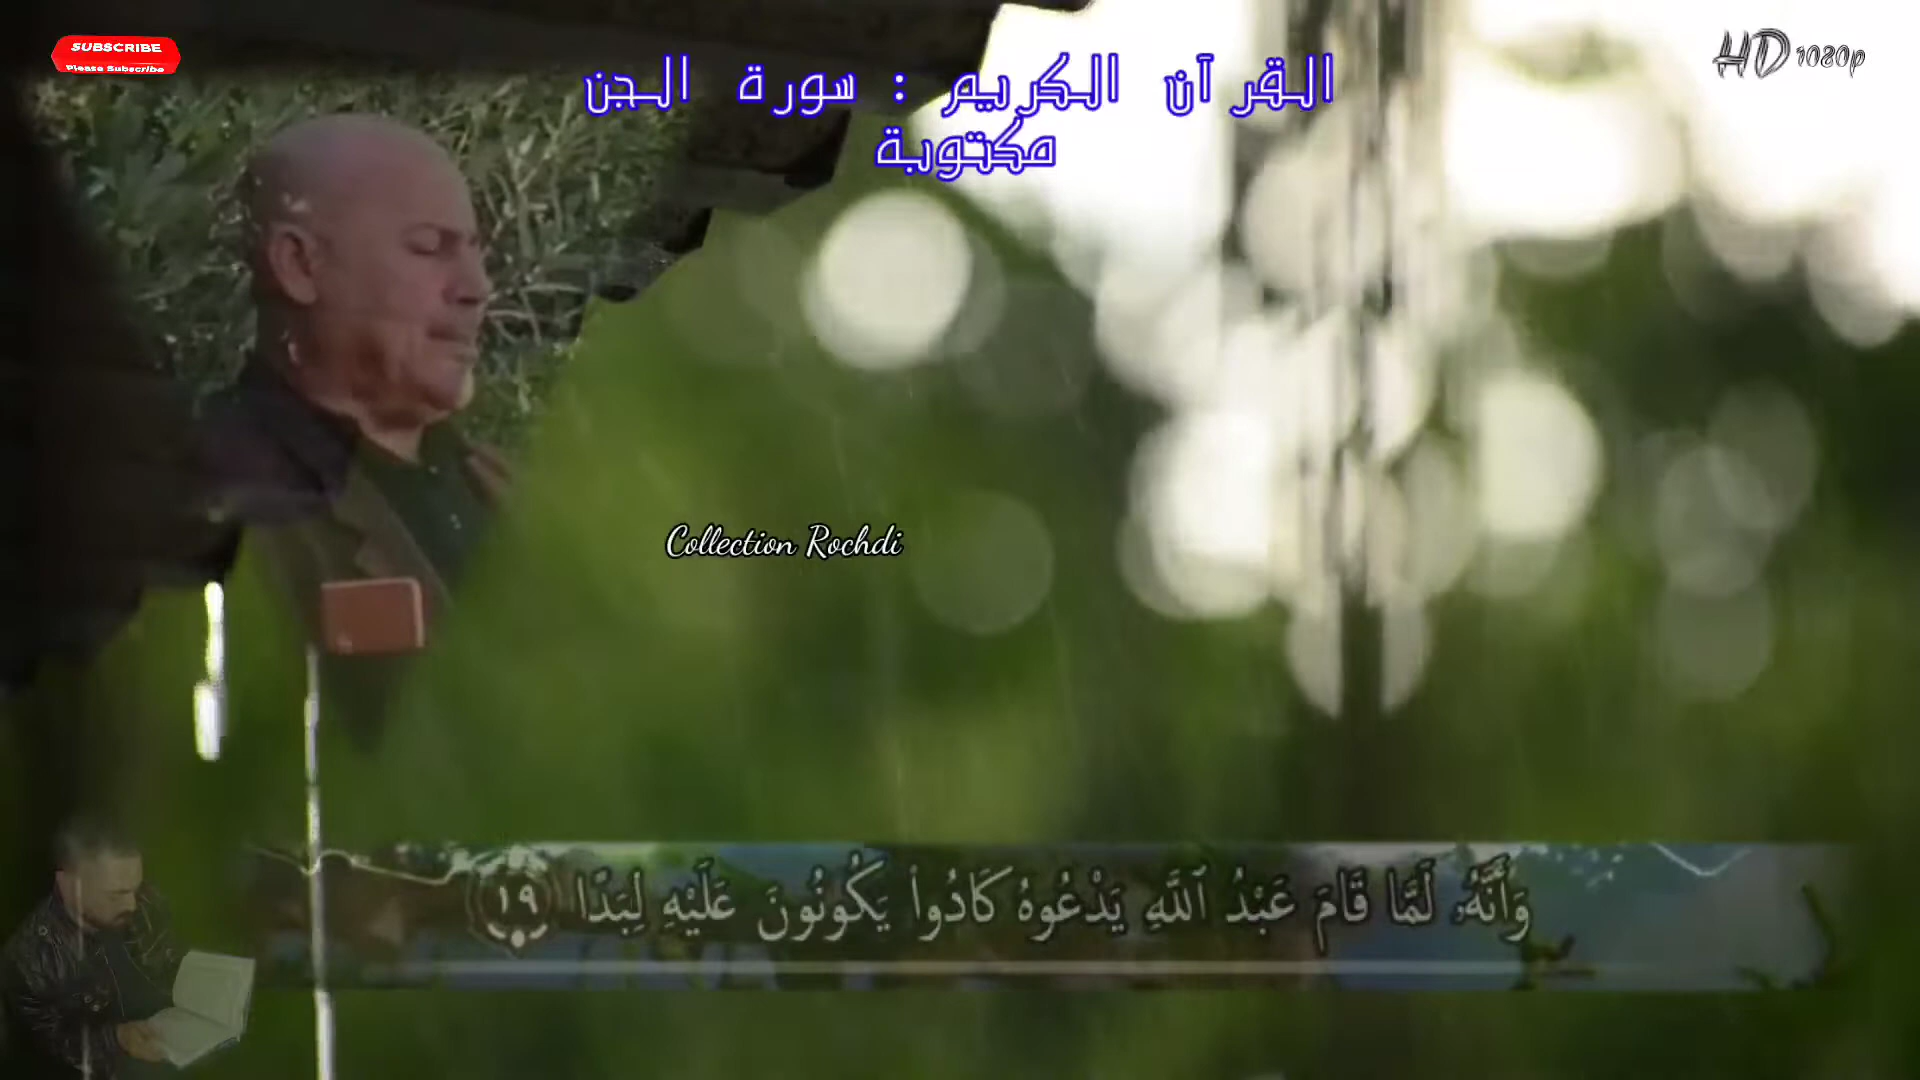 SUBSCRIBE
Please Subscribe
القرآن الكريم : سورة الجن
مكتوبة
HD 1080p
Collection Rochdi
وَأَنَّهُۥ لَمَّا قَامَ عَبْدُ ٱللَّهِ يَدْعُوهُ كَادُوا۟ يَكُونُونَ عَلَيْهِ لِبَدًا ١٩